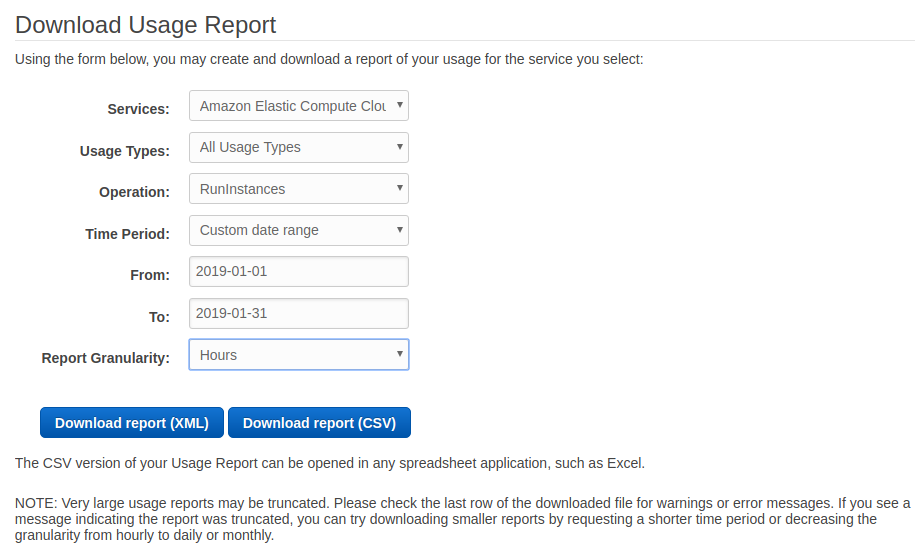 Download Usage Report
Using the form below, you may create and download a report of your usage for the service you select:
Services: Amazon Elastic Compute Clou
Usage Types: All Usage Types
Operation: RunInstances
Time Period: Custom date range
From: 2019-01-01
To: 2019-01-31
Report Granularity: Hours
Download report (XML) Download report (CSV)
The CSV version of your Usage Report can be opened in any spreadsheet application, such as Excel.
NOTE: Very large usage reports may be truncated. Please check the last row of the downloaded file for warnings or error messages. If you see a
message indicating the report was truncated, you can try downloading smaller reports by requesting a shorter time period or decreasing the
granularity from hourly to daily or monthly.